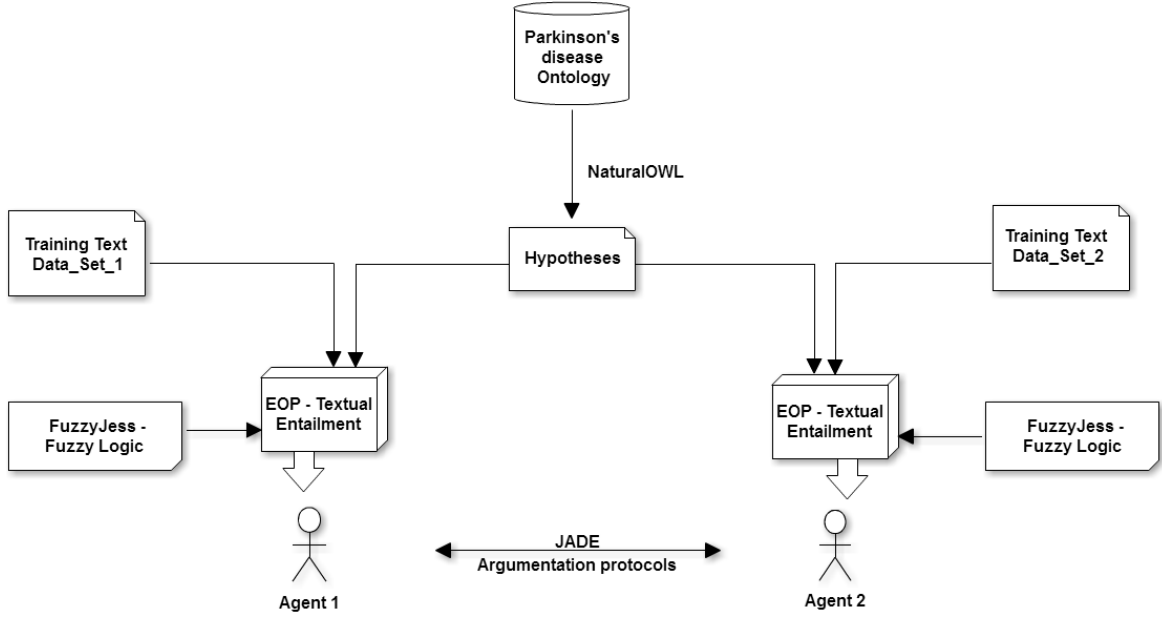 Parkinson's
disease
Ontology
NaturalOWL
Training Text
Data_Set_1
Hypotheses
Training Text
Data_Set_2
EOP - Textual
Entailment
EOP - Textual
Entailment
FuzzyJess -
Fuzzy Logic
FuzzyJess -
Fuzzy Logic
JADE
Argumentation protocols
Agent 1
Agent 2